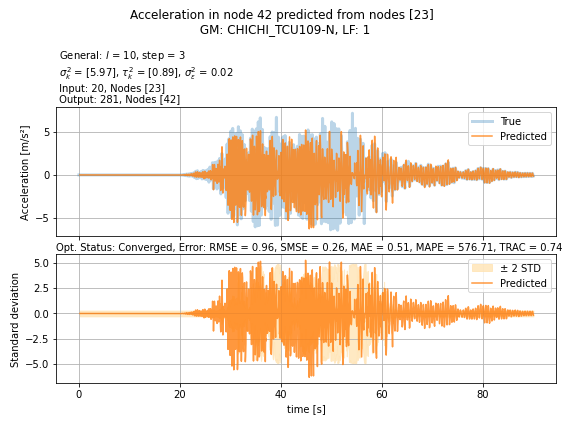 Acceleration in node 42 predicted from nodes [23]
GM: CHICHI_TCU109-N, LF: 1
General: l = 10, step = 3
σ²ₖ = [5.97], τ²ₖ = [0.89], σ²ₑ = 0.02
Input: 20, Nodes [23]
Output: 281, Nodes [42]
Acceleration [m/s²]
5
0
−5
True
Predicted
Opt. Status: Converged, Error: RMSE = 0.96, SMSE = 0.26, MAE = 0.51, MAPE = 576.71, TRAC = 0.74
Standard deviation
5.0
2.5
0.0
−2.5
−5.0
± 2 STD
Predicted
0 20 40 60 80
time [s]